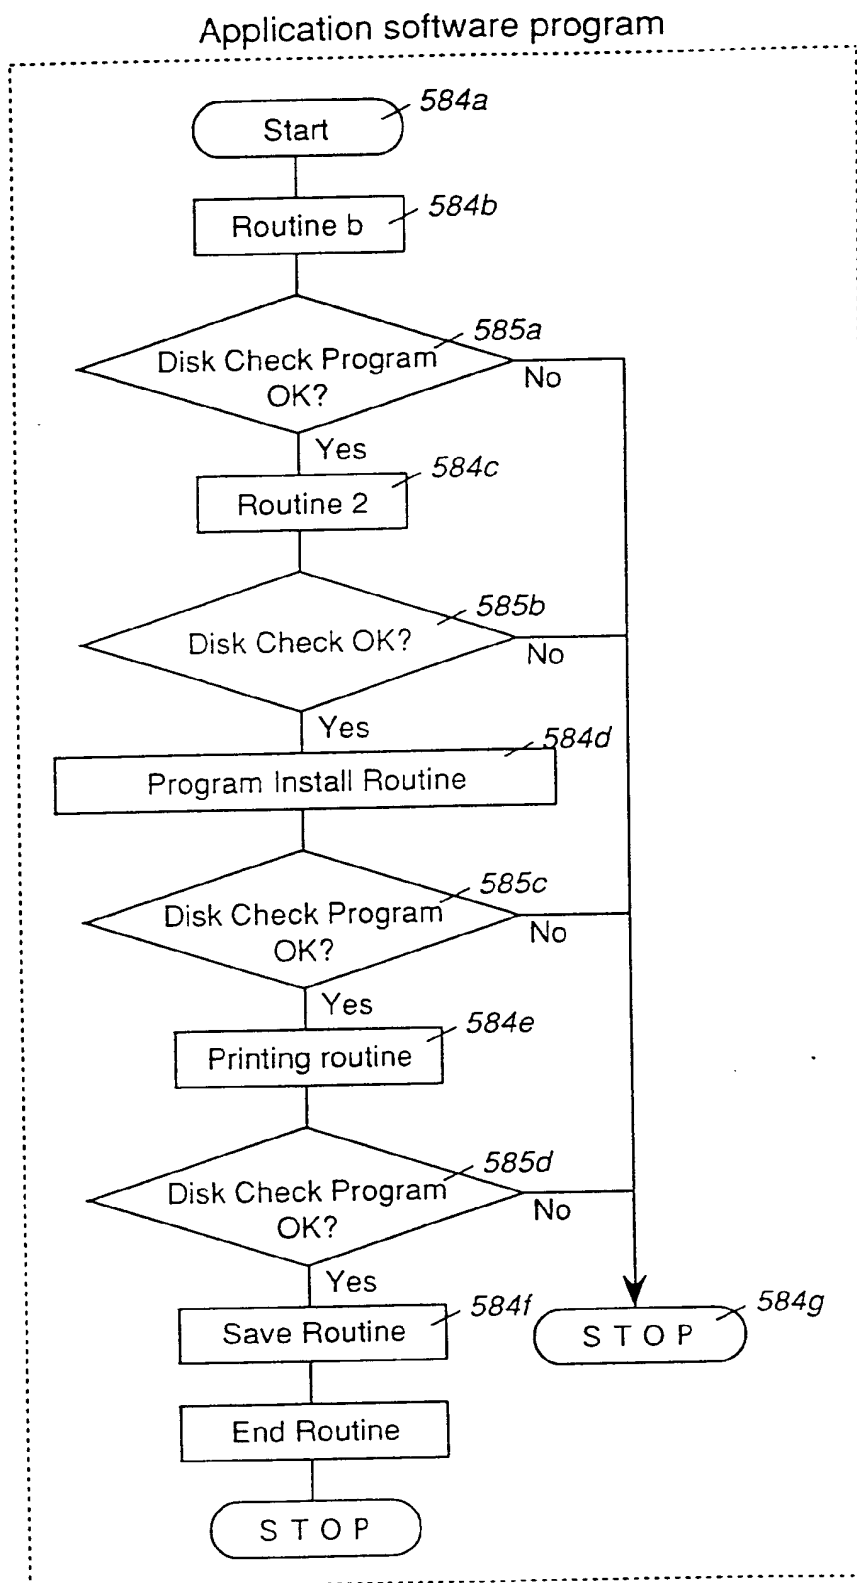 Application software program
584a
Start
584b
Routine b
585a
Disk Check Program
OK?
No
Yes
584c
Routine 2
585b
Disk Check OK?
No
Yes
584d
Program Install Routine
585c
Disk Check Program
OK?
No
Yes
584e
Printing routine
585d
Disk Check Program
OK?
No
Yes
584f
Save Routine
584g
STOP
End Routine
STOP